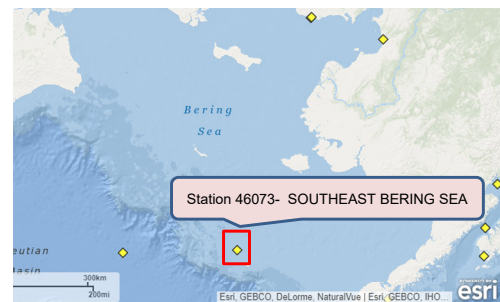 Bering
Sea
Station 46073- SOUTHEAST BERING SEA
eutian
asin
300km
200mi
Esri, GEBCO, DeLorme, NaturalVue | Esri, GEBCO, IHO...
esri